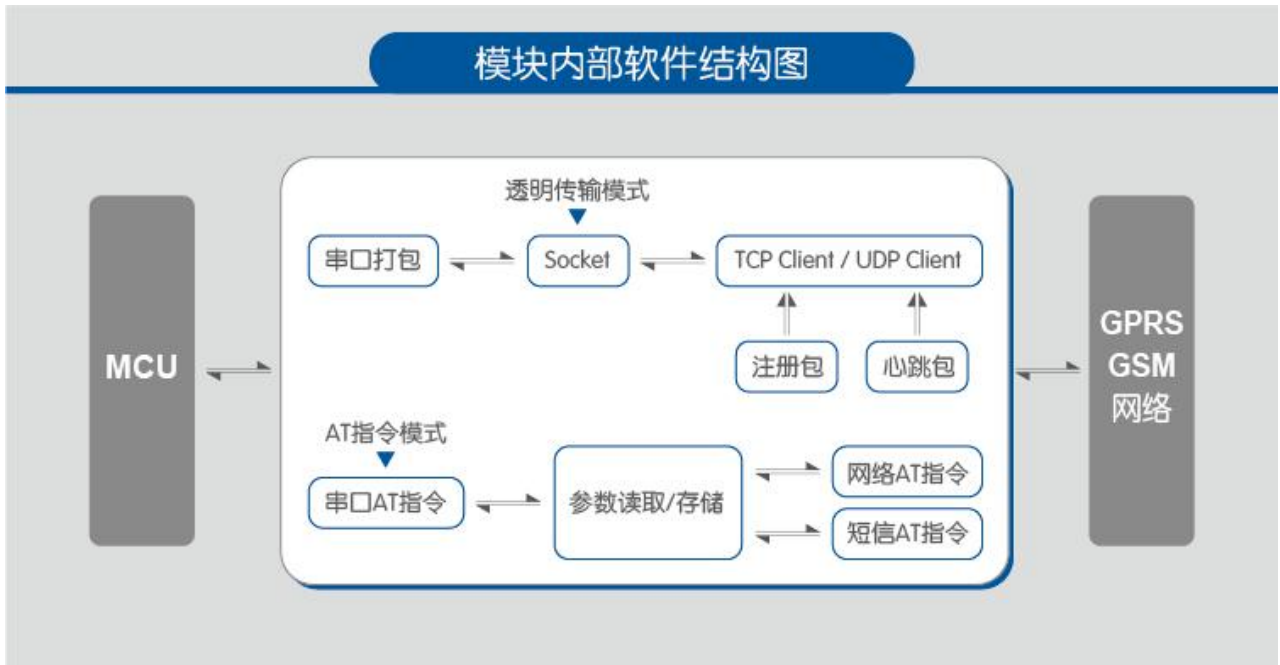 模块内部软件结构图
透明传输模式
串口打包
Socket
TCP Client / UDP Client
注册包
心跳包
MCU
GPRS
GSM
网络
AT指令模式
串口AT指令
参数读取/存储
网络AT指令
短信AT指令